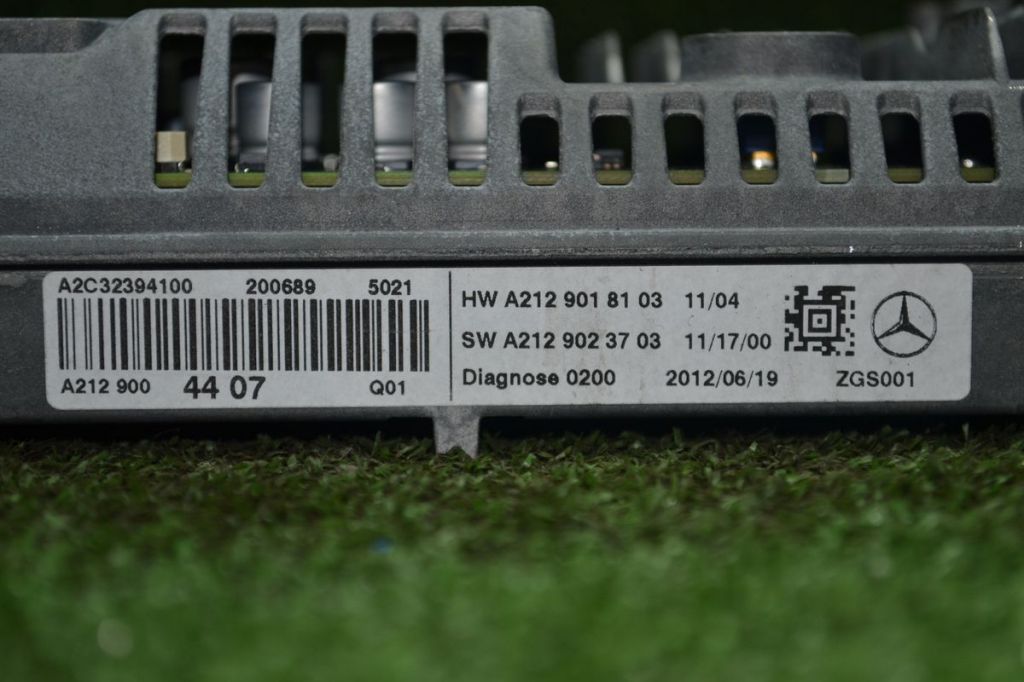 A2C32394100 200689 5021
A212 900 44 07 Q01
HW A212 901 81 03 11/04
SW A212 902 37 03 11/17/00
Diagnose 0200 2012/06/19 ZGS001